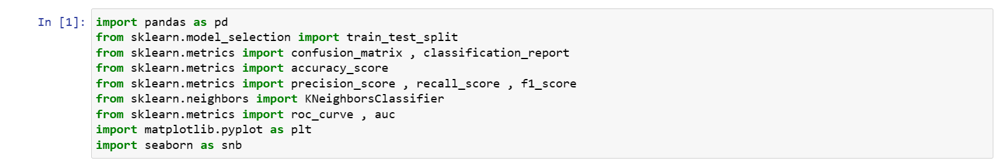 In [1]: import pandas as pd
from sklearn.model_selection import train_test_split
from sklearn.metrics import confusion_matrix , classification_report
from sklearn.metrics import accuracy_score
from sklearn.metrics import precision_score , recall_score , f1_score
from sklearn.neighbors import KNeighborsClassifier
from sklearn.metrics import roc_curve , auc
import matplotlib.pyplot as plt
import seaborn as snb